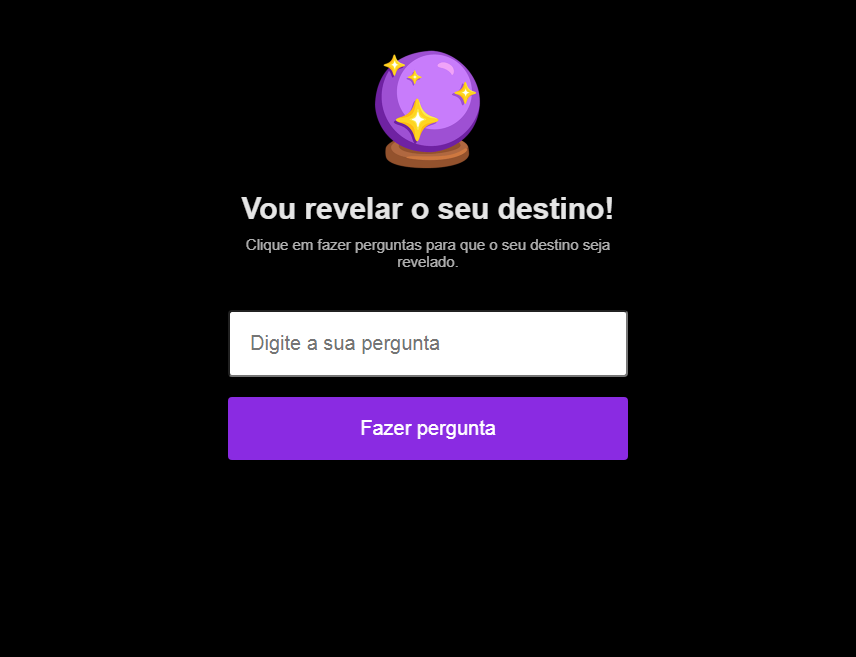 Vou revelar o seu destino!
Clique em fazer perguntas para que o seu destino seja
revelado.
Digite a sua pergunta
Fazer pergunta